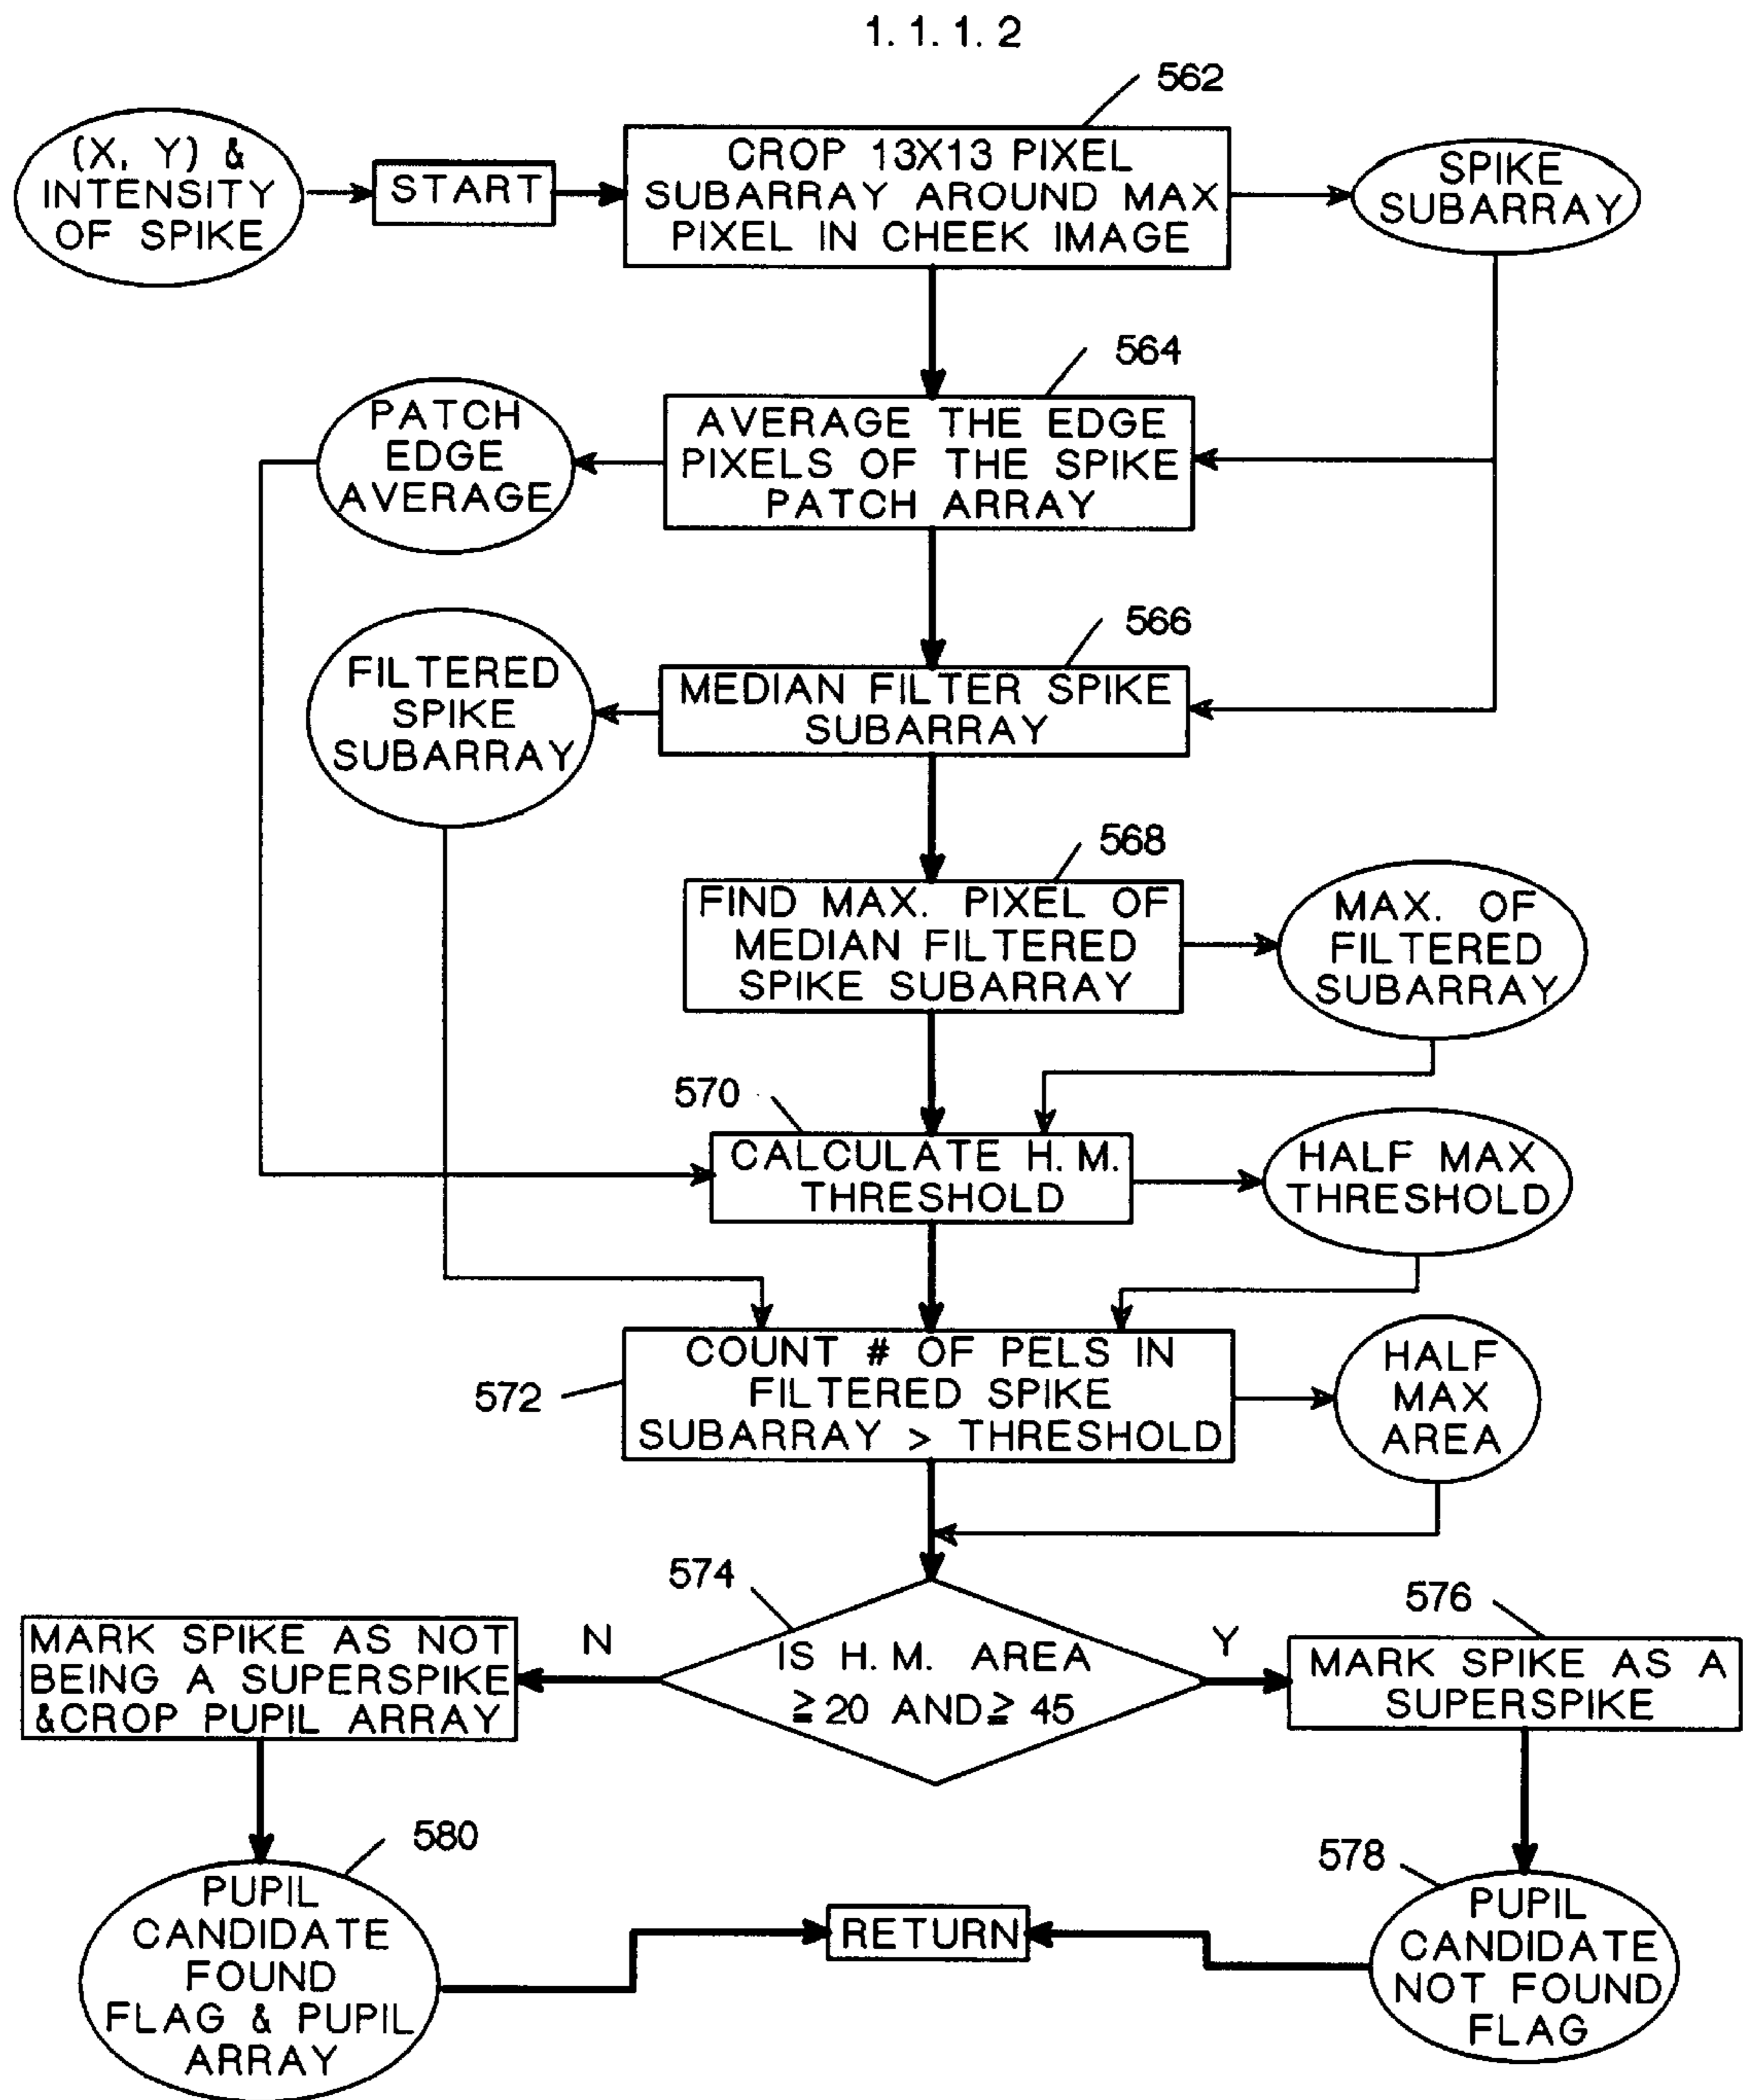 1. 1. 1. 2
562
(X, Y) &
INTENSITY
OF SPIKE
START
CROP 13X13 PIXEL
SUBARRAY AROUND MAX
PIXEL IN CHEEK IMAGE
SPIKE
SUBARRAY
564
PATCH
EDGE
AVERAGE
AVERAGE THE EDGE
PIXELS OF THE SPIKE
PATCH ARRAY
566
FILTERED
SPIKE
SUBARRAY
MEDIAN FILTER SPIKE
SUBARRAY
568
FIND MAX. PIXEL OF
MEDIAN FILTERED
SPIKE SUBARRAY
MAX. OF
FILTERED
SUBARRAY
570
CALCULATE H. M.
THRESHOLD
HALF MAX
THRESHOLD
572
COUNT # OF PELS IN
FILTERED SPIKE
SUBARRAY > THRESHOLD
HALF
MAX
AREA
574
576
MARK SPIKE AS NOT
BEING A SUPERSPIKE
&CROP PUPIL ARRAY
N
IS H. M. AREA
≧20 AND≧ 45
Y
MARK SPIKE AS A
SUPERSPIKE
580
578
PUPIL
CANDIDATE
FOUND
FLAG & PUPIL
ARRAY
RETURN
PUPIL
CANDIDATE
NOT FOUND
FLAG